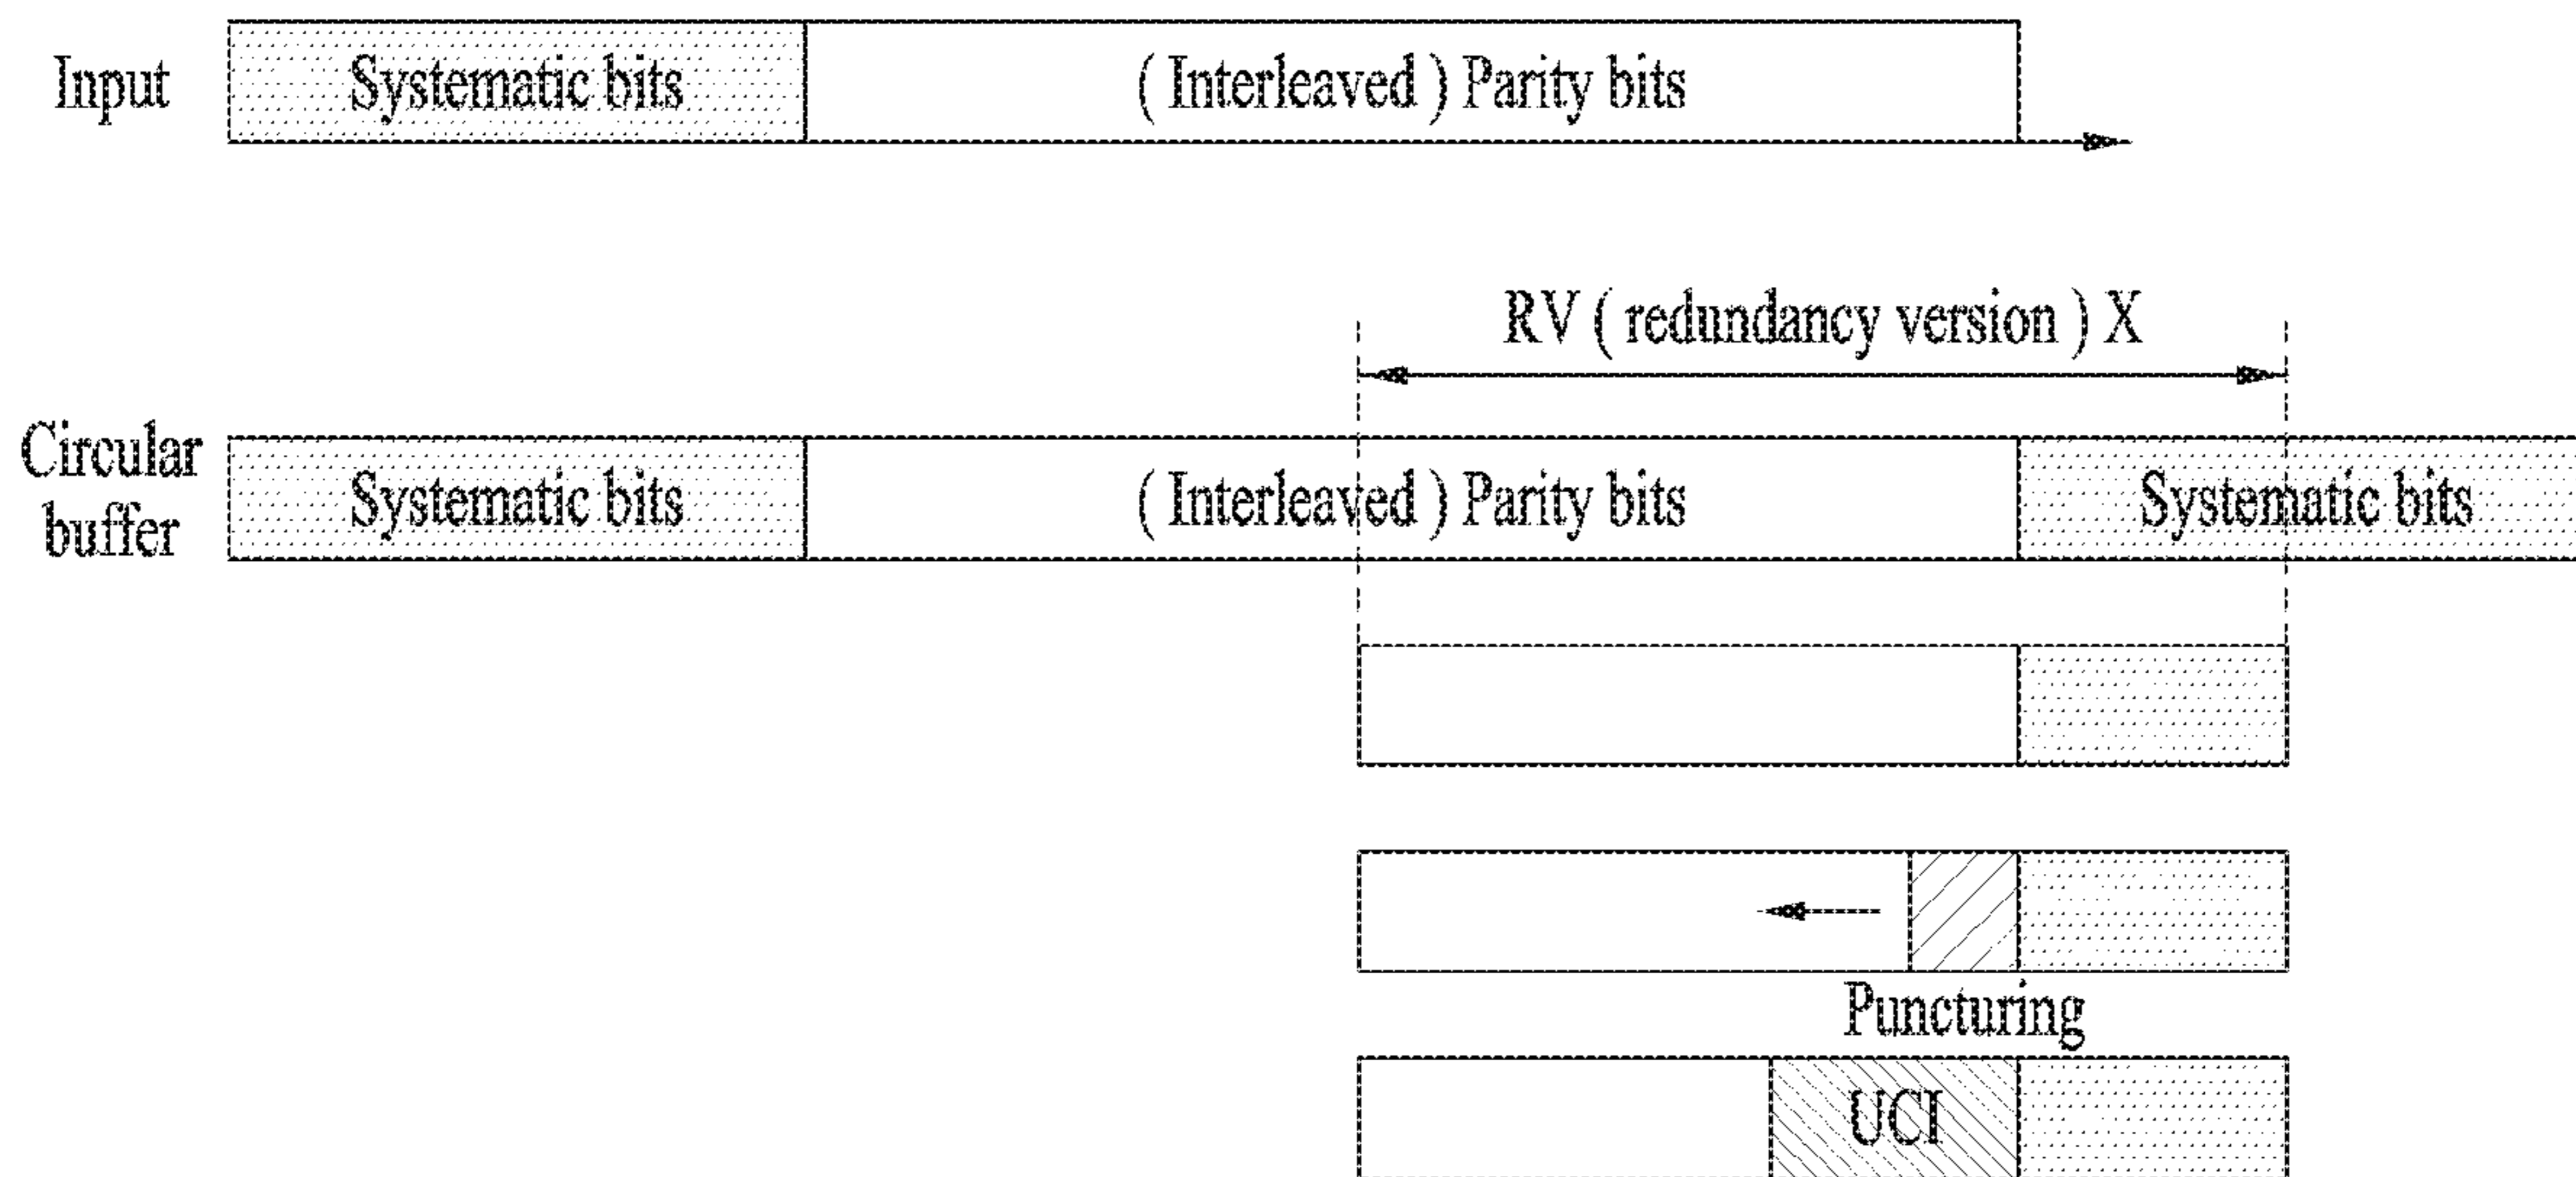 Input
Systematic bits
( Interleaved ) Parity bits
RV ( redundancy version ) X
Circular
buffer
Systematic bits
( Interleaved ) Parity bits
Systematic bits
Puncturing
UCI